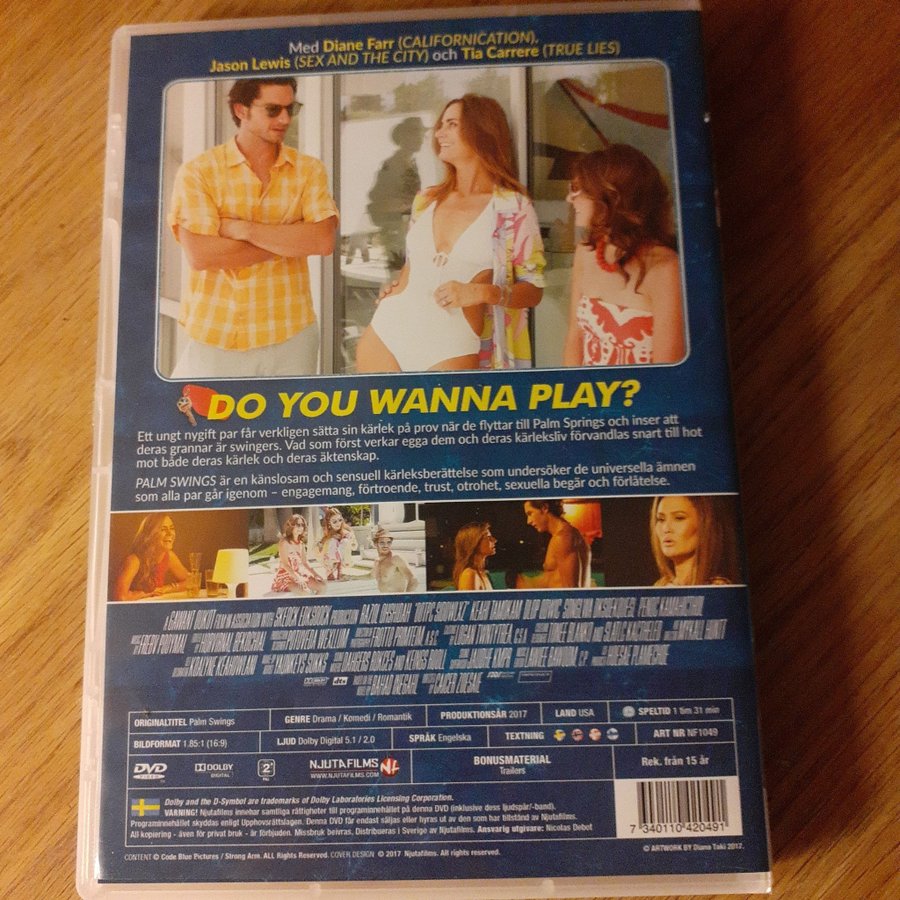 Med Diane Farr (CALIFORNICATION),
Jason Lewis (SEX AND THE CITY) och Tia Carrere (TRUE LIES)
DO YOU WANNA PLAY?
Ett ungt nygift par får verkligen sätta sin kärlek på prov när de flyttar till Palm Springs och inser att
deras grannar är swingers. Vad som först verkar egga dem och deras kärleksliv förvandlas snart till hot
mot både deras kärlek och deras äktenskap.
PALM SWINGS är en känslosam och sensuell kärleksberättelse som undersöker de universella ämnen
som alla par går igenom – engagemang, förtroende, trust, otrohet, sexuella begär och förlåtelse.
ORIGINALTITEL Palm Swings
GENRE Drama / Komedi / Romantik
PRODUKTIONSÅR 2017
LAND USA
SPELTID 1 tim 31 min
BILDFORMAT 1.85:1 (16:9)
LJUD Dolby Digital 5.1 / 2.0
SPRÅK Engelska
TEXTNING
ART NR NF1049
DVD
DOLBY
DIGITAL
2
PAL
NJUTAFILMS
WWW.NJUTAFILMS.COM
BONUSMATERIAL
Trailers
Rek. från 15 år
Dolby and the D-Symbol are trademarks of Dolby Laboratories Licensing Corporation.
VARNING! Njutafilms innehar samtliga rättigheter till programinnehållet på denna DVD (inklusive dess ljudspår/-band).
Programinnehållet skyddas enligt Upphovsrättslagen. Denna DVD får endast säljas eller hyras ut av den som har tillstånd av Njutafilms.
All kopiering - även för privat bruk - är förbjuden. Missbruk beivras, Distribueras i Sverige av Njutafilms. Ansvarig utgivare: Nicolas Debot
7 340110 420491
CONTENT © Code Blue Pictures / Strong Arm. ALL Rights Reserved. COVER DESIGN © 2017 Njutafilms. All rights reserved.
© ARTWORK BY Diana Taki 2017.